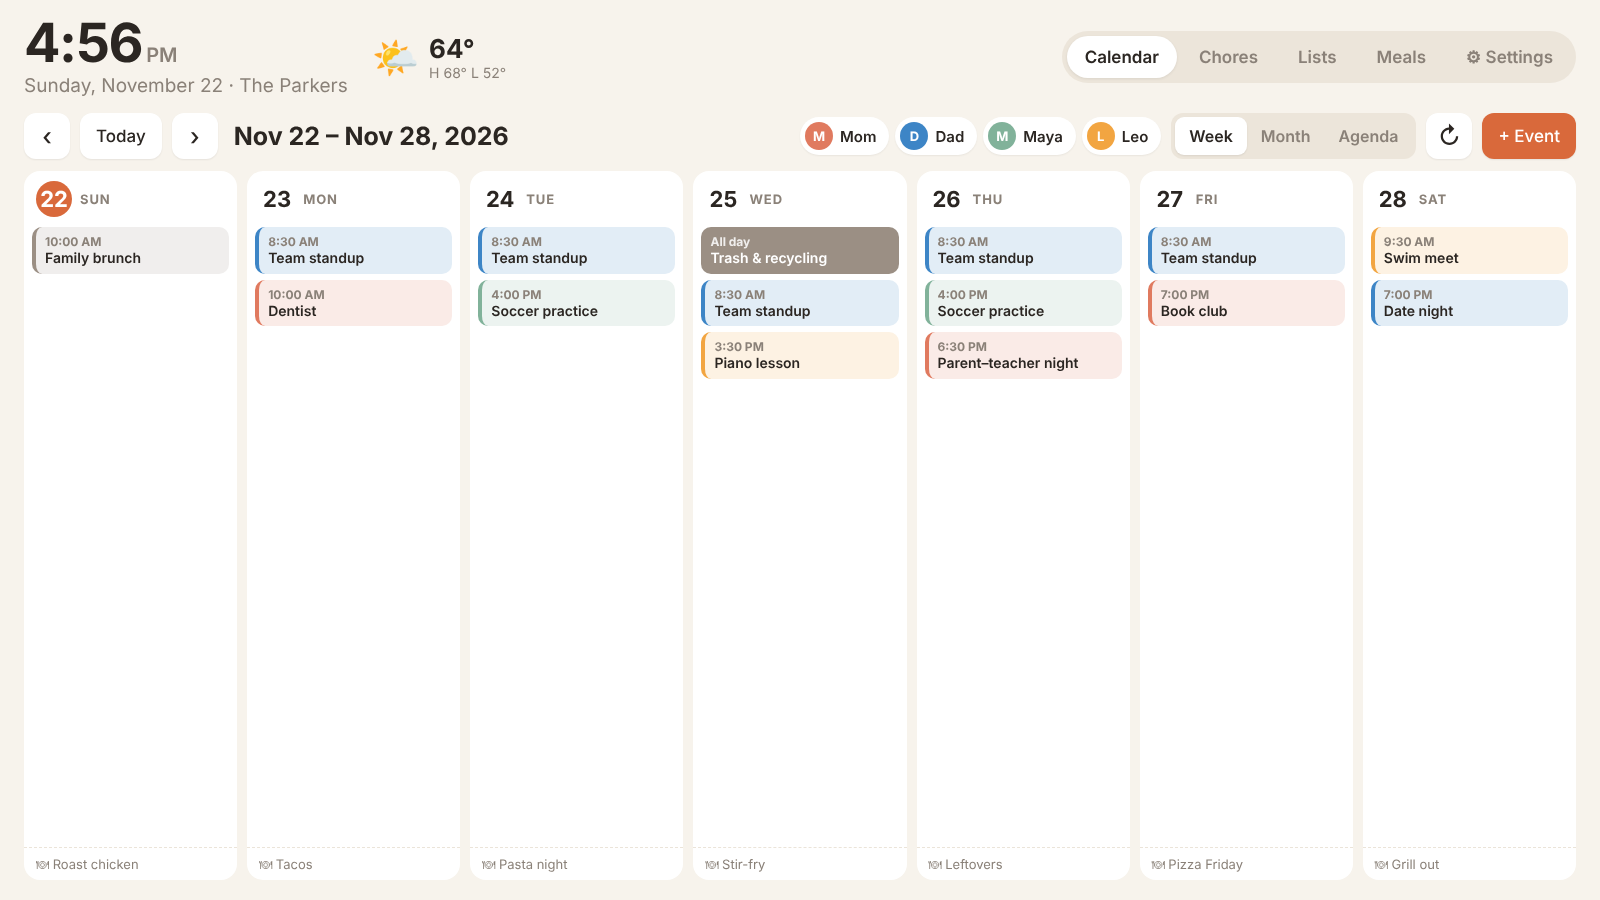 4:56 PM
Sunday, November 22 · The Parkers
64°
H 68° L 52°
Calendar
Chores
Lists
Meals
⚙ Settings
‹
Today
›
Nov 22 – Nov 28, 2026
M Mom
D Dad
M Maya
L Leo
Week
Month
Agenda
+ Event
22 SUN
10:00 AM
Family brunch
🍽 Roast chicken
23 MON
8:30 AM
Team standup
10:00 AM
Dentist
🍽 Tacos
24 TUE
8:30 AM
Team standup
4:00 PM
Soccer practice
🍽 Pasta night
25 WED
All day
Trash & recycling
8:30 AM
Team standup
3:30 PM
Piano lesson
🍽 Stir-fry
26 THU
8:30 AM
Team standup
4:00 PM
Soccer practice
6:30 PM
Parent–teacher night
🍽 Leftovers
27 FRI
8:30 AM
Team standup
7:00 PM
Book club
🍽 Pizza Friday
28 SAT
9:30 AM
Swim meet
7:00 PM
Date night
🍽 Grill out